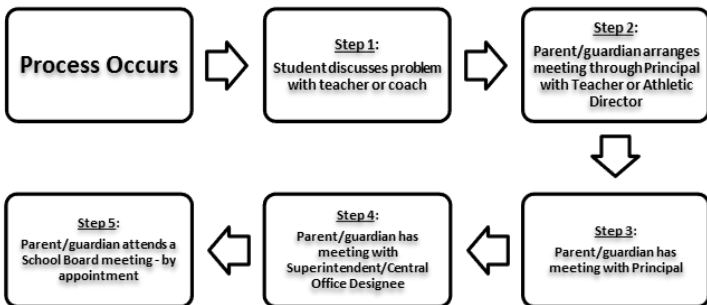 Process Occurs
Step 1:
Student discusses problem
with teacher or coach
Step 2:
Parent/guardian arranges
meeting through Principal
with Teacher or Athletic
Director
Step 3:
Parent/guardian has
meeting with Principal
Step 4:
Parent/guardian has
meeting with
Superintendent/Central
Office Designee
Step 5:
Parent/guardian attends a
School Board meeting - by
appointment